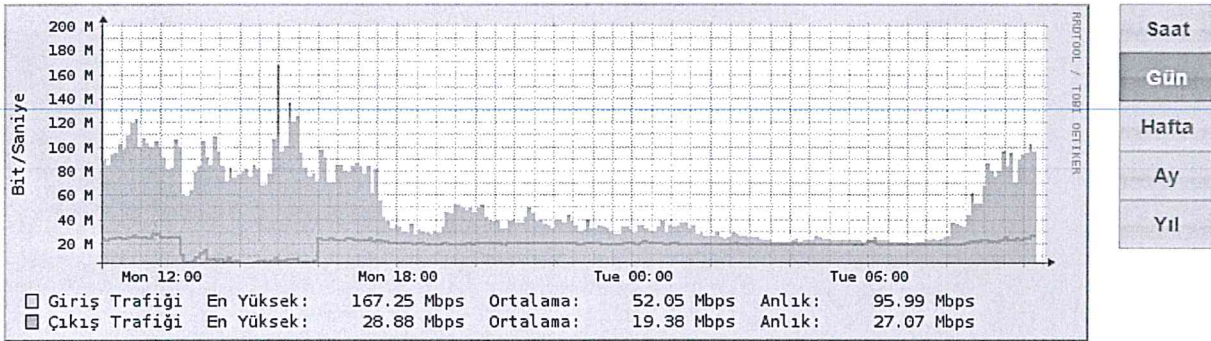 200 M
180 M
160 M
140 M
120 M
100 M
80 M
60 M
40 M
20 M
Bit/Saniye
Mon 12:00 Mon 18:00 Tue 00:00 Tue 06:00
RRDTOOL / TOBI OETIKER
Giriş Trafiği En Yüksek: 167.25 Mbps Ortalama: 52.05 Mbps Anlık: 95.99 Mbps
Çıkış Trafiği En Yüksek: 28.88 Mbps Ortalama: 19.38 Mbps Anlık: 27.07 Mbps
Saat
Gün
Hafta
Ay
Yıl